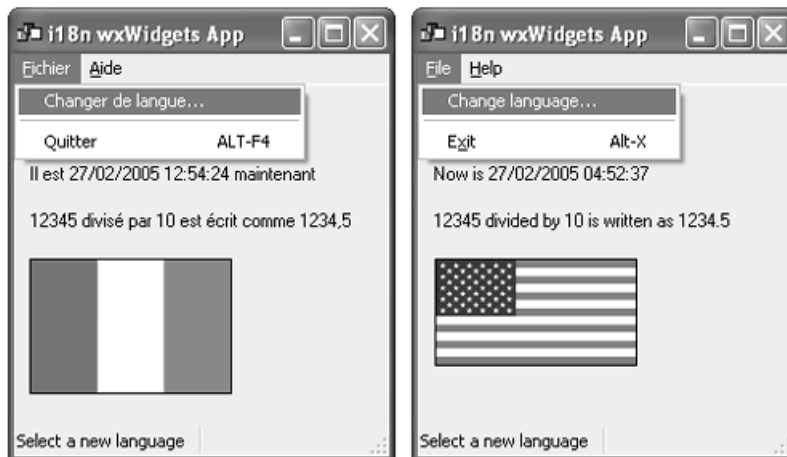 i18n wxWidgets App
Fichier Aide
Changer de langue...
Quitter ALT-F4
Il est 27/02/2005 12:54:24 maintenant
12345 divisé par 10 est écrit comme 1234,5
Select a new language
i18n wxWidgets App
File Help
Change language...
Exit Alt-X
Now is 27/02/2005 04:52:37
12345 divided by 10 is written as 1234.5
Select a new language